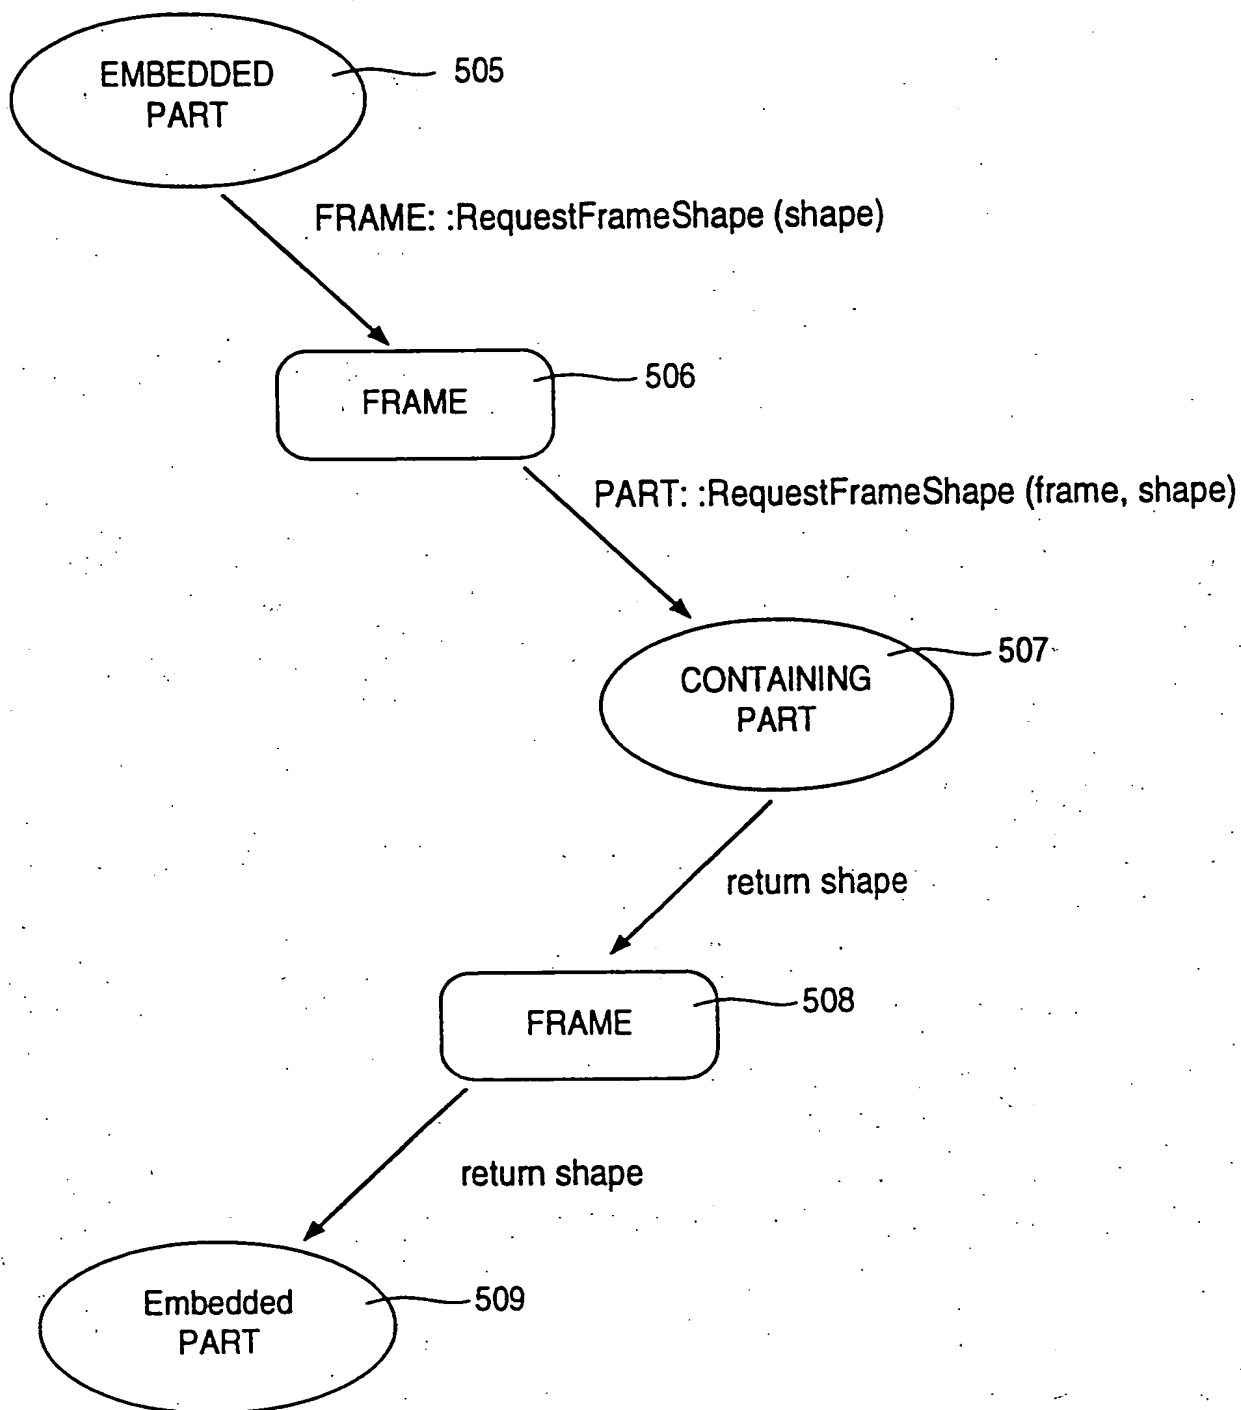 EMBEDDED
PART
505
FRAME: :RequestFrameShape (shape)
FRAME
506
PART: :RequestFrameShape (frame, shape)
CONTAINING
PART
507
return shape
FRAME
508
return shape
Embedded
PART
509